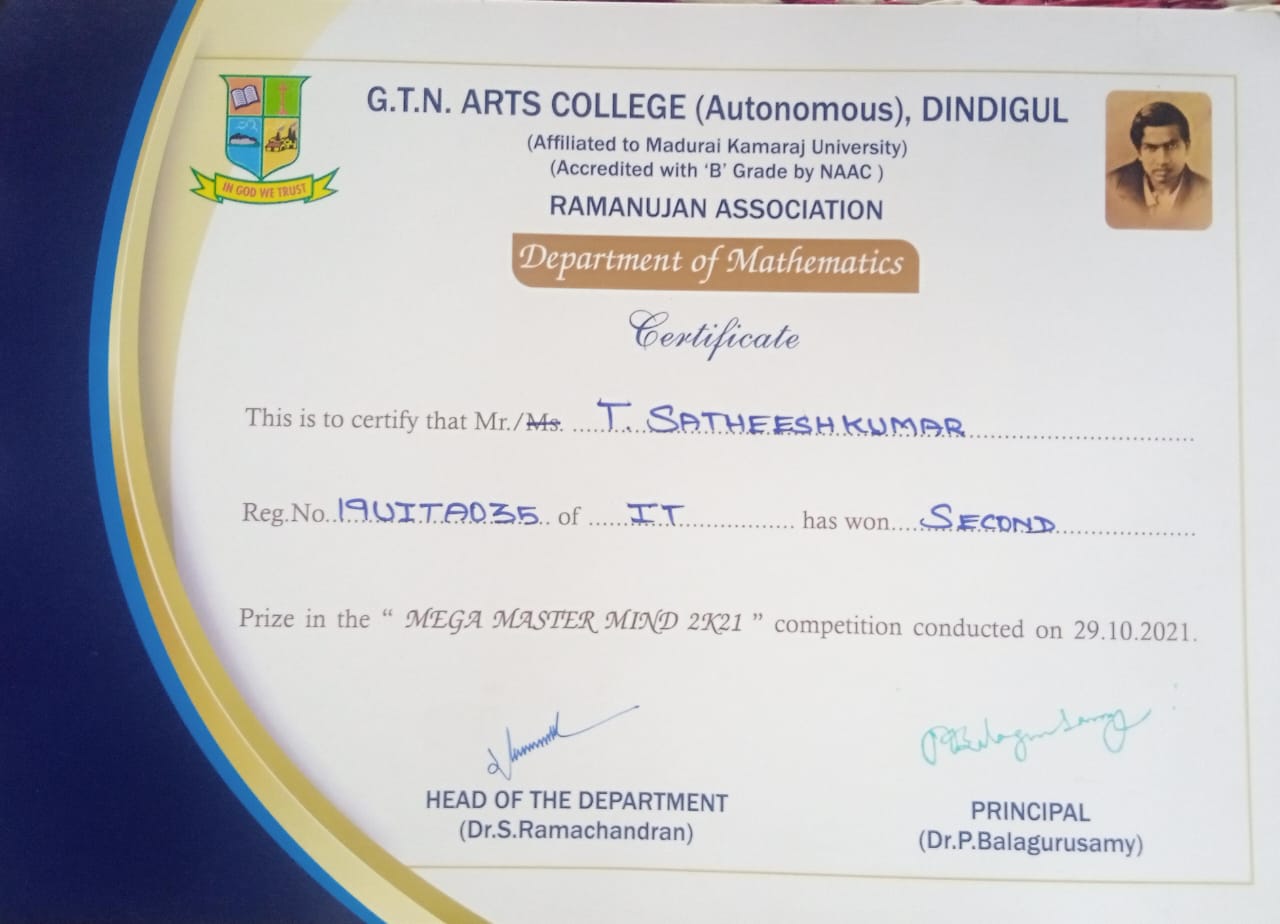 G.T.N. ARTS COLLEGE (Autonomous), DINDIGUL
(Affiliated to Madurai Kamaraj University)
(Accredited with ‘B’ Grade by NAAC )
IN GOD WE TRUST
RAMANUJAN ASSOCIATION
Department of Mathematics
Certificate
This is to certify that Mr./Ms. T. SATHEESHKUMAR
Reg.No. 19UITA035 of IT has won SECOND
Prize in the “ MEGA MASTER MIND 2K21 ” competition conducted on 29.10.2021.
P.Balagurusamy
HEAD OF THE DEPARTMENT
(Dr.S.Ramachandran)
PRINCIPAL
(Dr.P.Balagurusamy)